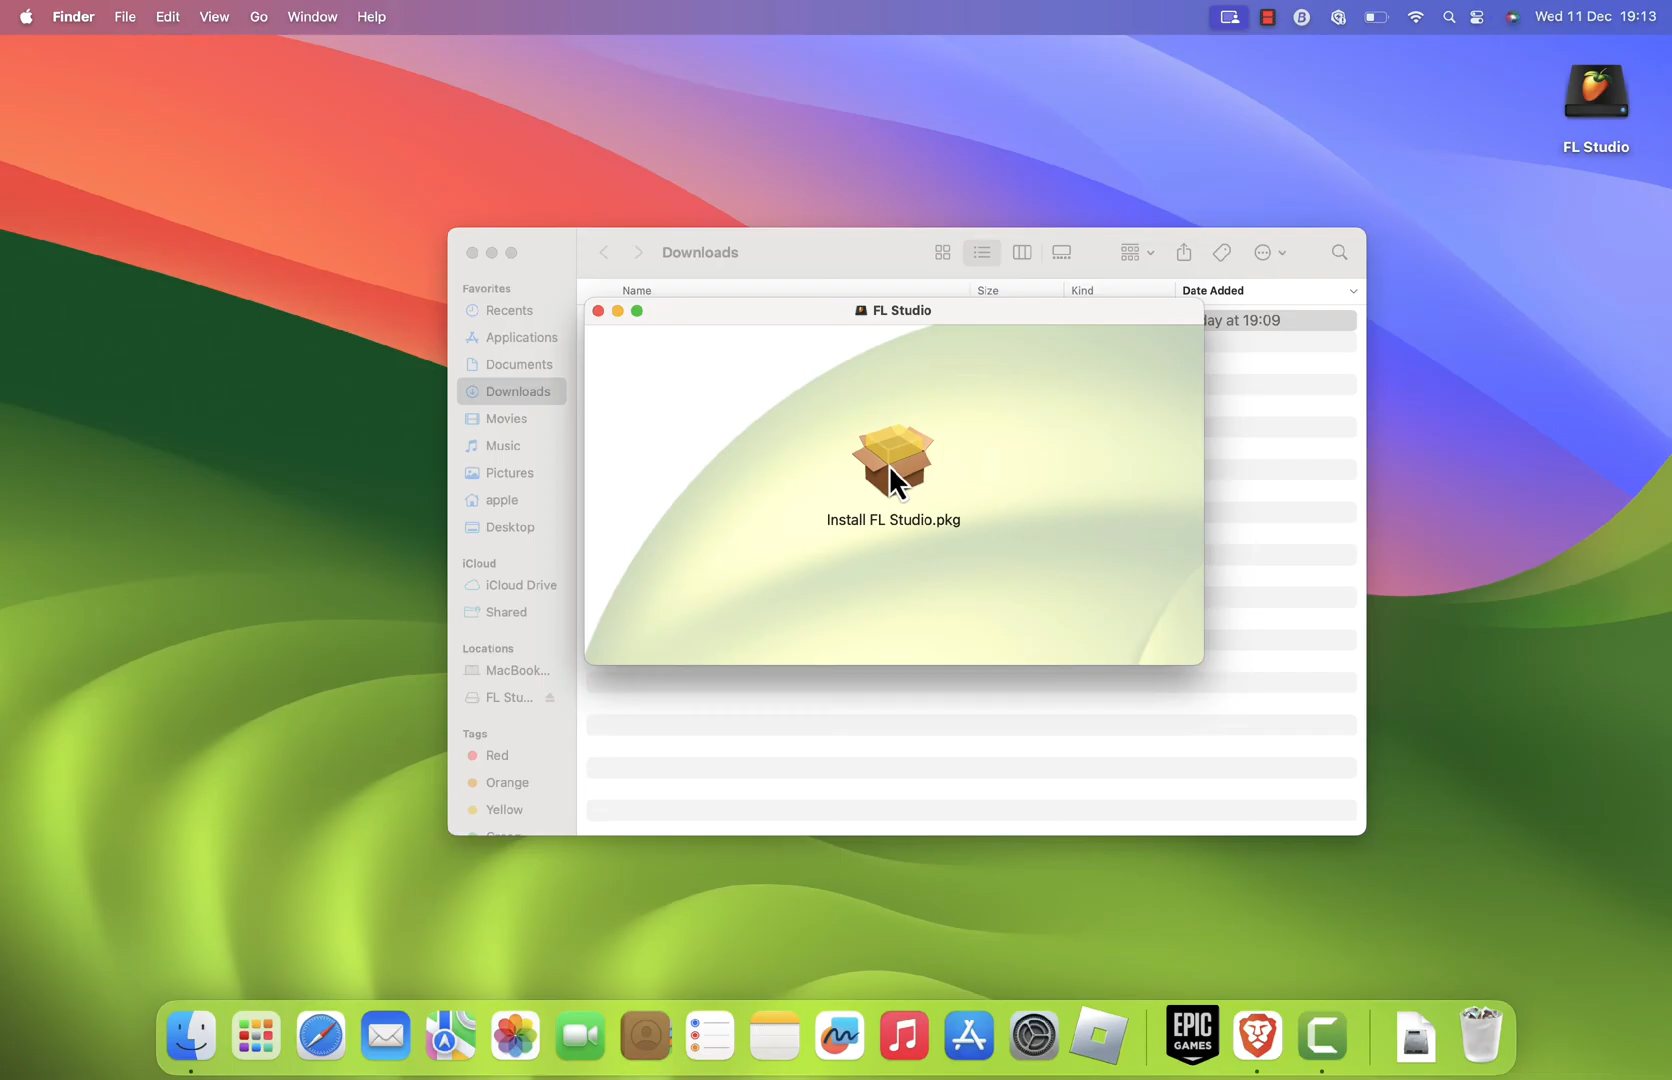 Finder File Edit View Go Window Help Wed 11 Dec 19:13
FL Studio
Downloads
Favorites
Recents
Applications
Documents
Downloads
Movies
Music
Pictures
apple
Desktop
iCloud
iCloud Drive
Shared
Locations
MacBook...
FL Stu...
Tags
Red
Orange
Yellow
Name Size Kind Date Added
day at 19:09
FL Studio
Install FL Studio.pkg
EPIC
GAMES